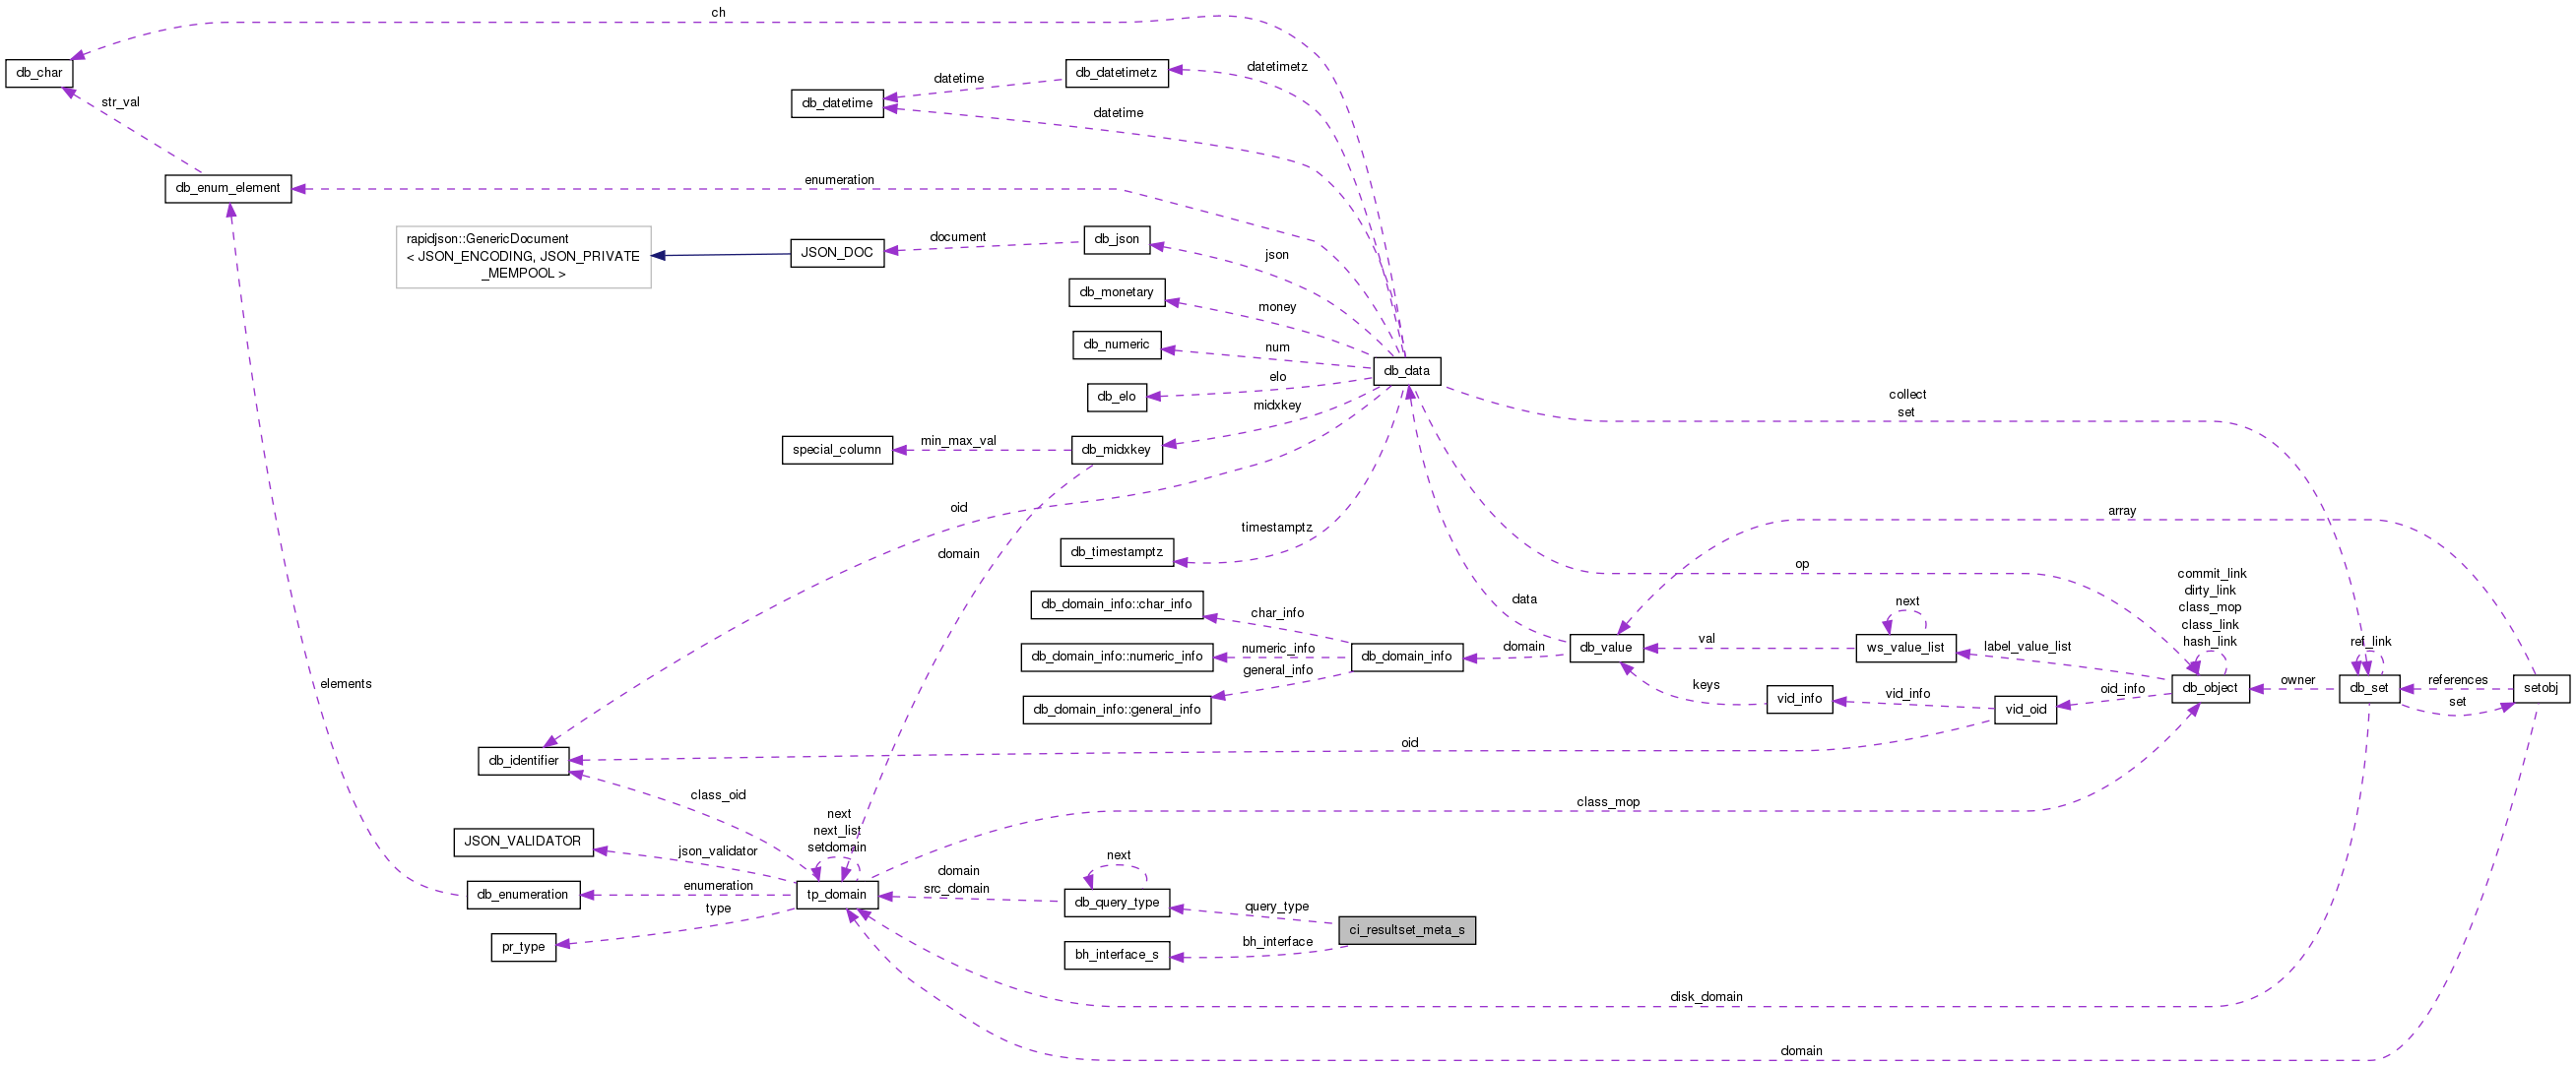 ch
db_char
db_datetimetz
datetimetz
datetime
db_datetime
str_val
datetime
enumeration
db_enum_element
rapidjson::GenericDocument
< JSON_ENCODING, JSON_PRIVATE
_MEMPOOL >
JSON_DOC
document
db_json
json
db_monetary
money
db_numeric
num
db_data
elo
db_elo
collect
midxkey
set
special_column
min_max_val
db_midxkey
oid
array
timestamptz
domain
db_timestamptz
op
commit_link
dirty_link
class_mop
class_link
hash_link
db_domain_info::char_info
char_info
data
next
db_domain_info::numeric_info
numeric_info
general_info
db_domain_info
domain
db_value
val
ws_value_list
label_value_list
ref_link
elements
db_domain_info::general_info
keys
vid_info
vid_info
vid_oid
oid_info
db_object
owner
db_set
references
set
setobj
oid
db_identifier
class_oid
class_mop
next
next_list
setdomain
JSON_VALIDATOR
json_validator
next
db_enumeration
enumeration
tp_domain
domain
src_domain
db_query_type
query_type
type
ci_resultset_meta_s
pr_type
bh_interface_s
bh_interface
disk_domain
domain